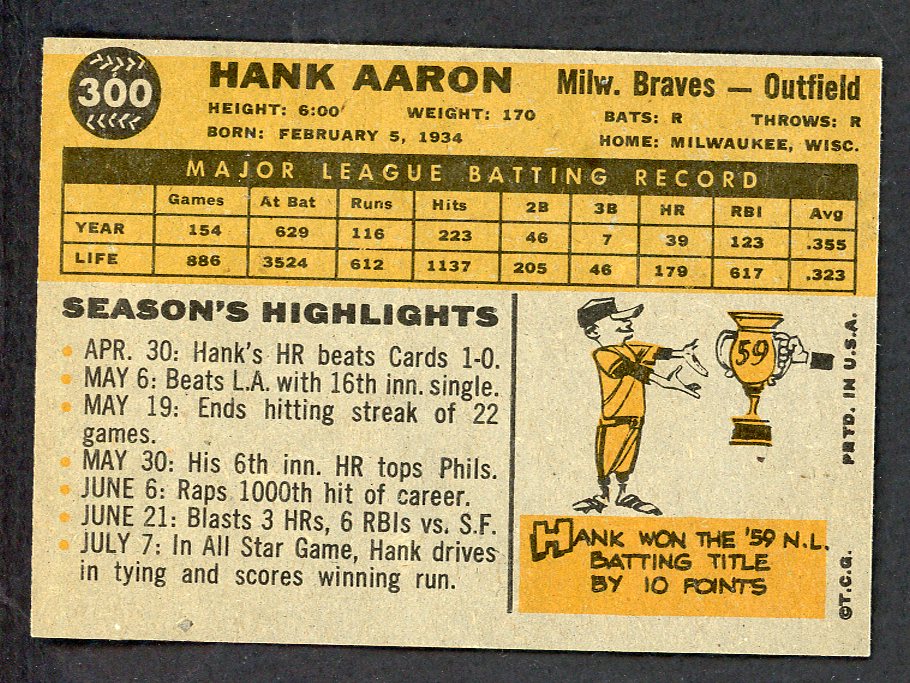 300
HANK AARON Milw. Braves — Outfield
HEIGHT: 6:00 WEIGHT: 170 BATS: R THROWS: R
BORN: FEBRUARY 5, 1934 HOME: MILWAUKEE, WISC.
MAJOR LEAGUE BATTING RECORD
Games At Bat Runs Hits 2B 3B HR RBI Avg
YEAR 154 629 116 223 46 7 39 123 .355
LIFE 886 3524 612 1137 205 46 179 617 .323
SEASON'S HIGHLIGHTS
APR. 30: Hank's HR beats Cards 1-0.
MAY 6: Beats L.A. with 16th inn. single.
MAY 19: Ends hitting streak of 22
games.
MAY 30: His 6th inn. HR tops Phils.
JUNE 6: Raps 1000th hit of career.
JUNE 21: Blasts 3 HRs, 6 RBIs vs. S.F.
JULY 7: In All Star Game, Hank drives
in tying and scores winning run.
59
HANK WON THE '59 N.L.
BATTING TITLE
BY 10 POINTS
PRTD. IN U.S.A.
©T.C.G.